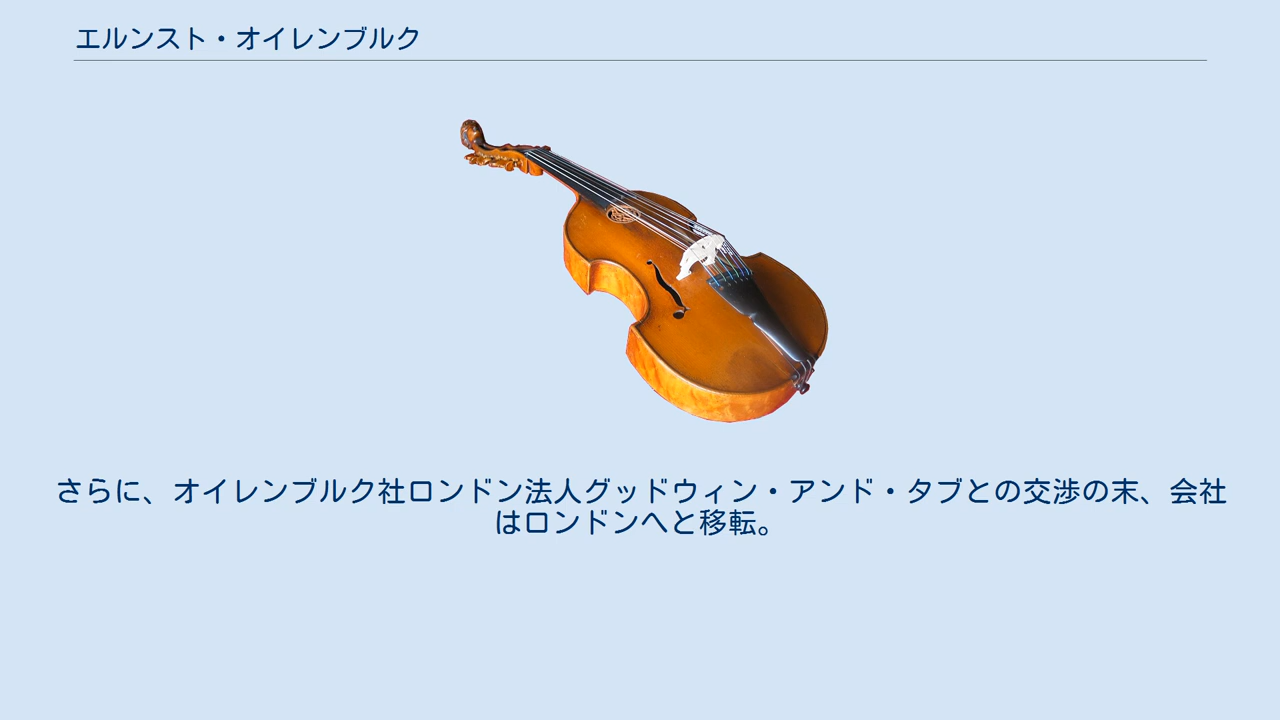 エルンスト・オイレンブルク
さらに、オイレンブルク社ロンドン法人グッドウィン・アンド・タブとの交渉の末、会社
はロンドンへと移転。